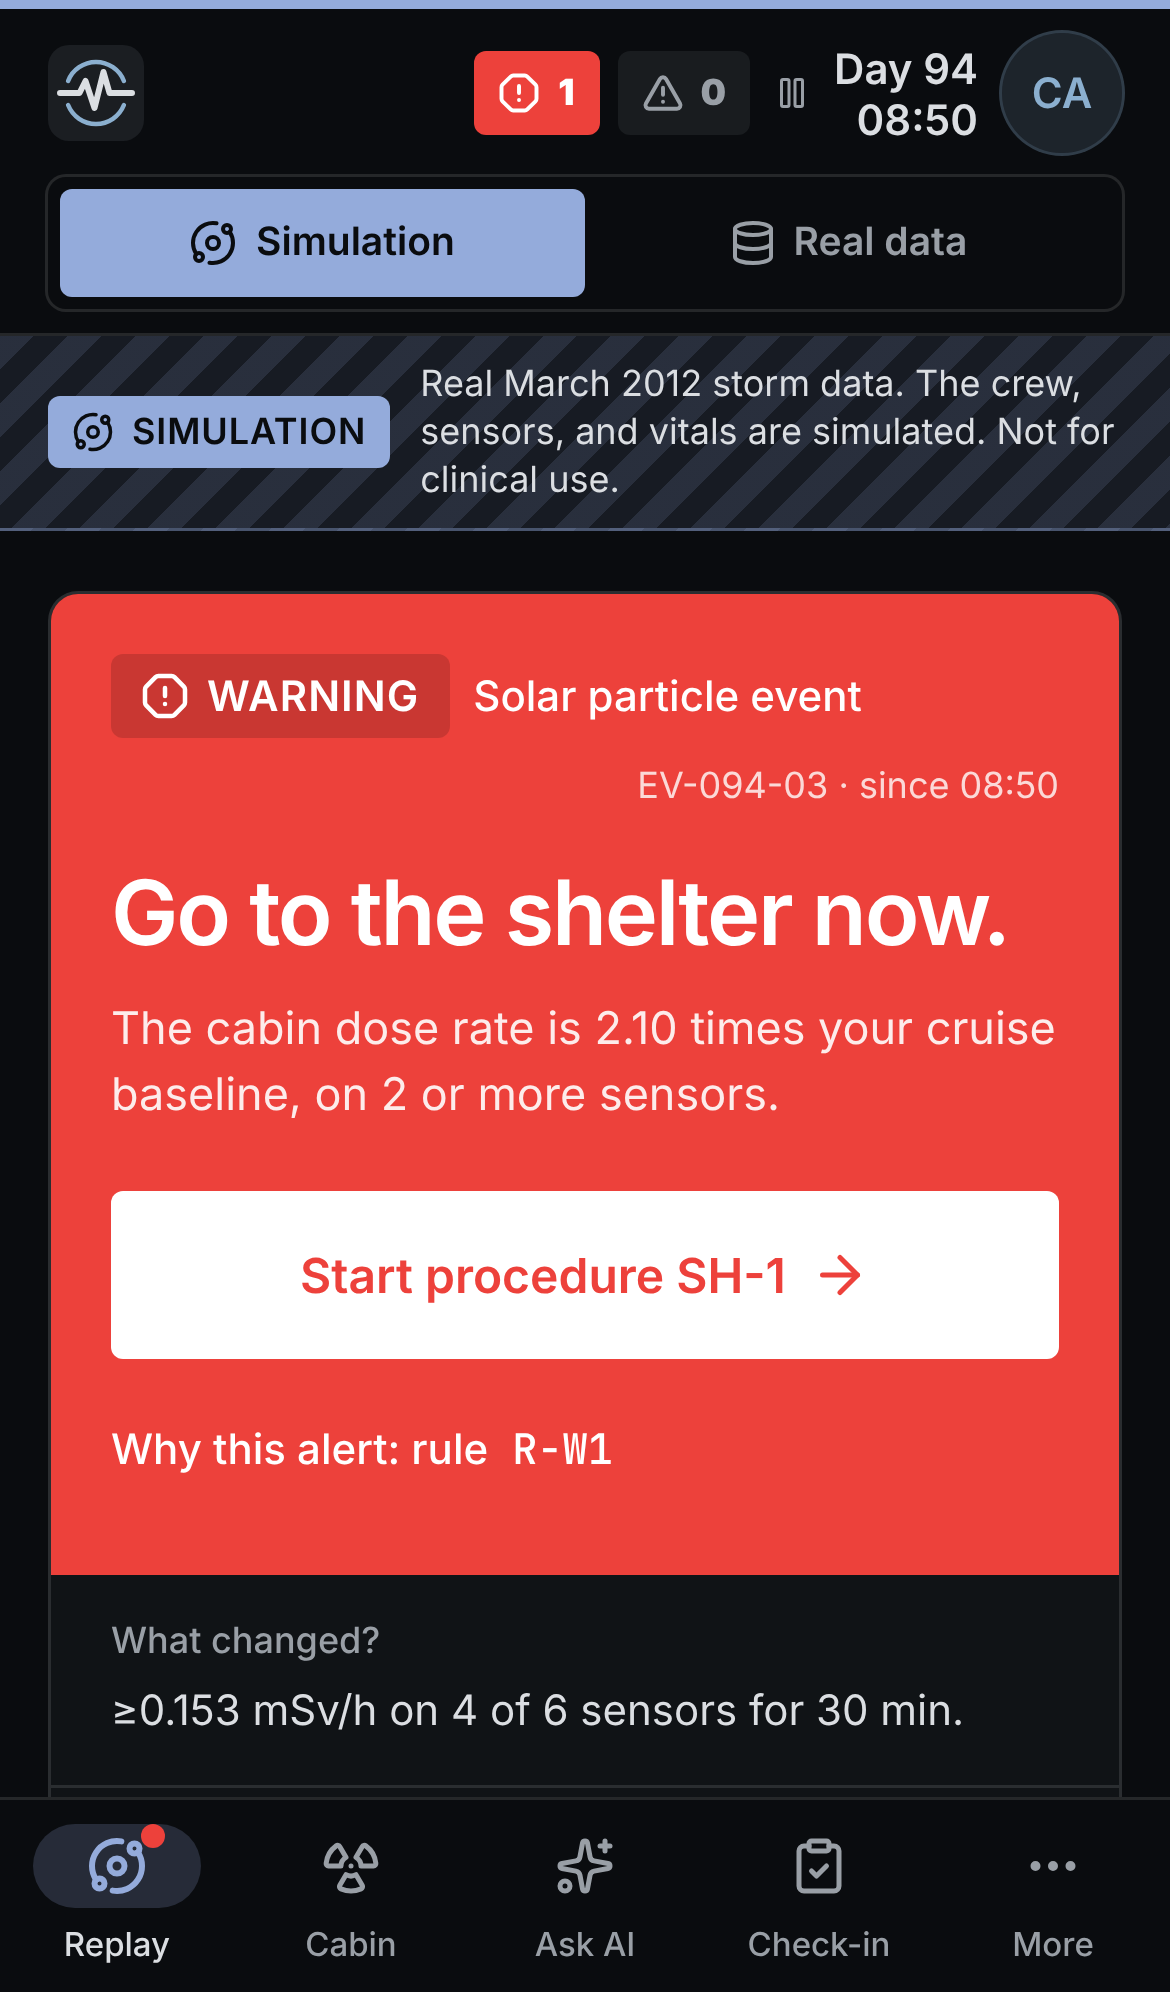 1
0
Day 94
08:50
CA
Simulation
Real data
SIMULATION
Real March 2012 storm data. The crew,
sensors, and vitals are simulated. Not for
clinical use.
WARNING
Solar particle event
EV-094-03 · since 08:50
Go to the shelter now.
The cabin dose rate is 2.10 times your cruise
baseline, on 2 or more sensors.
Start procedure SH-1
Why this alert: rule R-W1
What changed?
≥0.153 mSv/h on 4 of 6 sensors for 30 min.
Replay
Cabin
Ask AI
Check-in
More